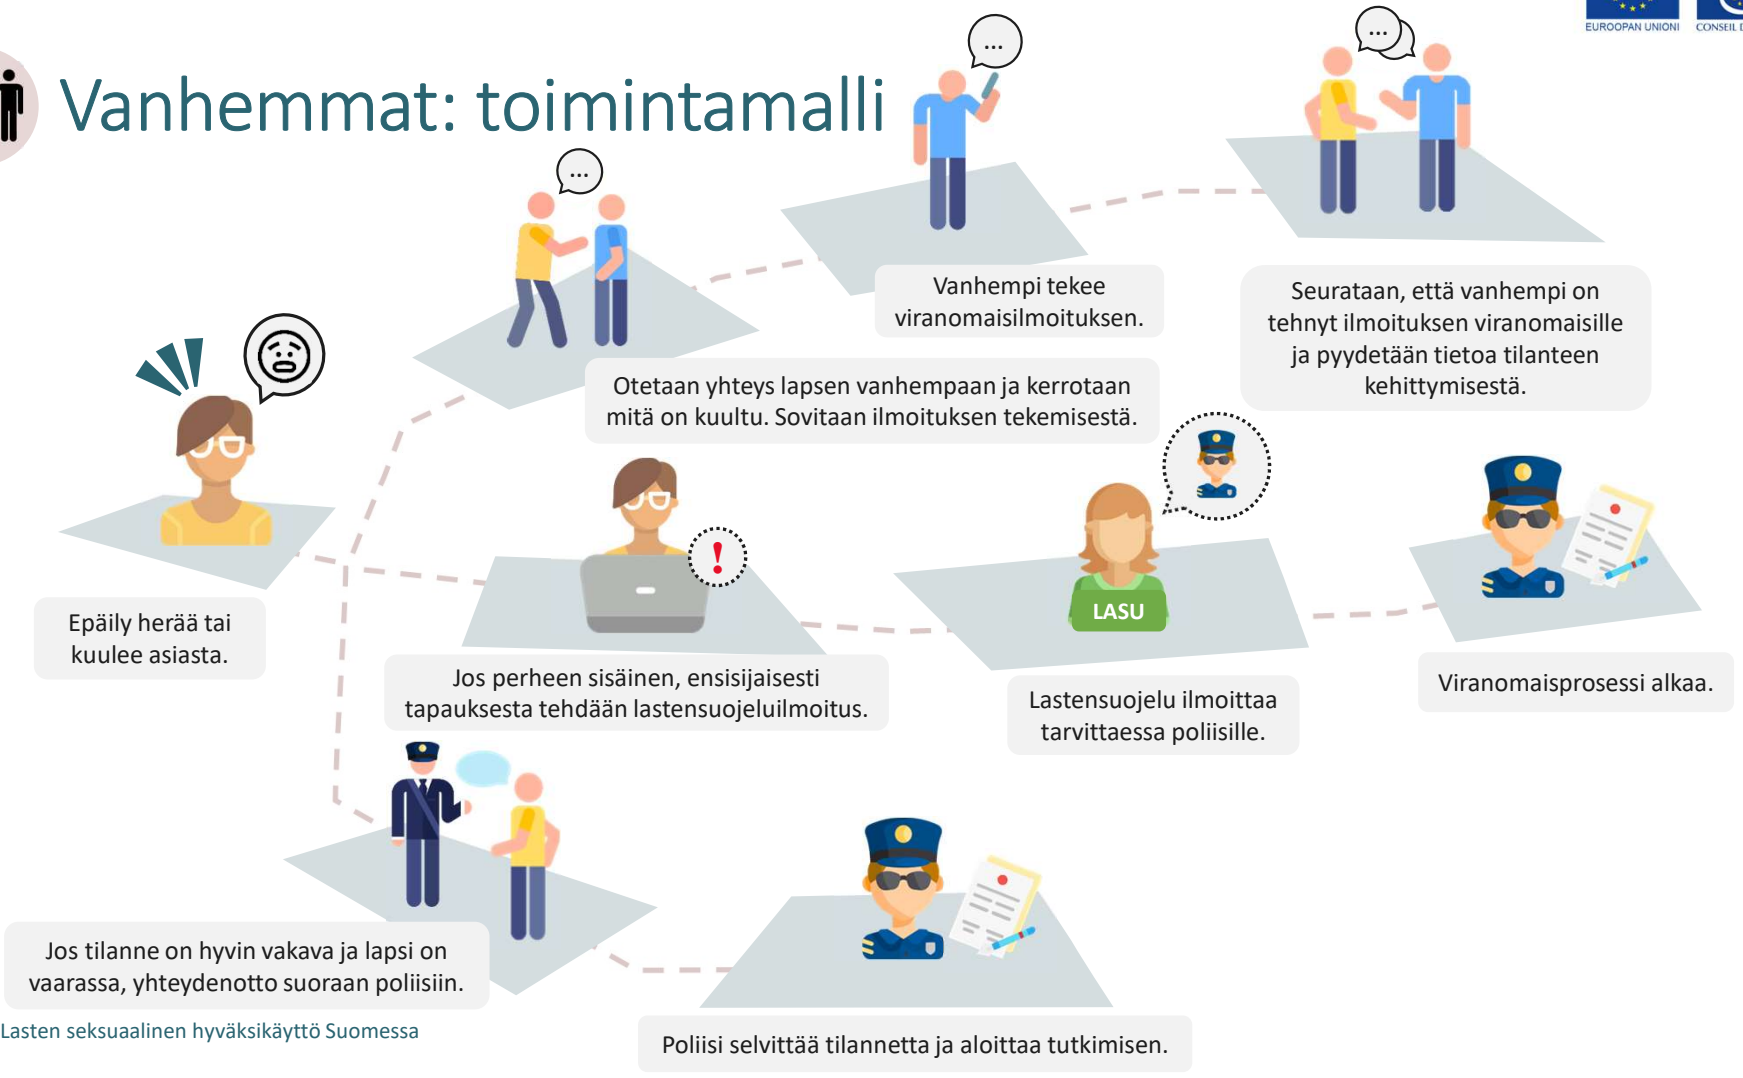 EUROOPAN UNIONI
CONSEIL
Vanhemmat: toimintamalli
...
...
...
Vanhempi tekee
viranomaisilmoituksen.
Seurataan, että vanhempi on
tehnyt ilmoituksen viranomaisille
ja pyydetään tietoa tilanteen
kehittymisestä.
Otetaan yhteys lapsen vanhempaan ja kerrotaan
mitä on kuultu. Sovitaan ilmoituksen tekemisestä.
Epäily herää tai
kuulee asiasta.
!
Jos perheen sisäinen, ensisijaisesti
tapauksesta tehdään lastensuojeluilmoitus.
LASU
Lastensuojelu ilmoittaa
tarvittaessa poliisille.
Viranomaisprosessi alkaa.
Jos tilanne on hyvin vakava ja lapsi on
vaarassa, yhteydenotto suoraan poliisiin.
Poliisi selvittää tilannetta ja aloittaa tutkimisen.
Lasten seksuaalinen hyväksikäyttö Suomessa